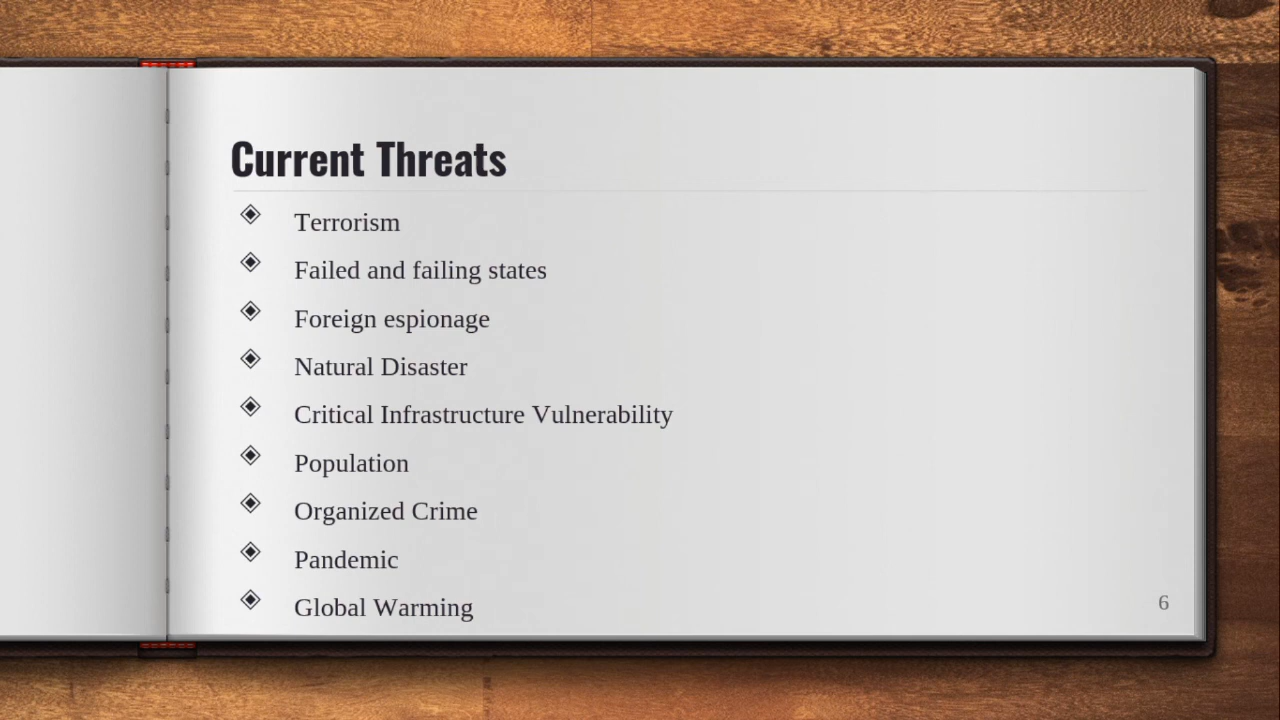 Current Threats
Terrorism
Failed and failing states
Foreign espionage
Natural Disaster
Critical Infrastructure Vulnerability
Population
Organized Crime
Pandemic
Global Warming
6